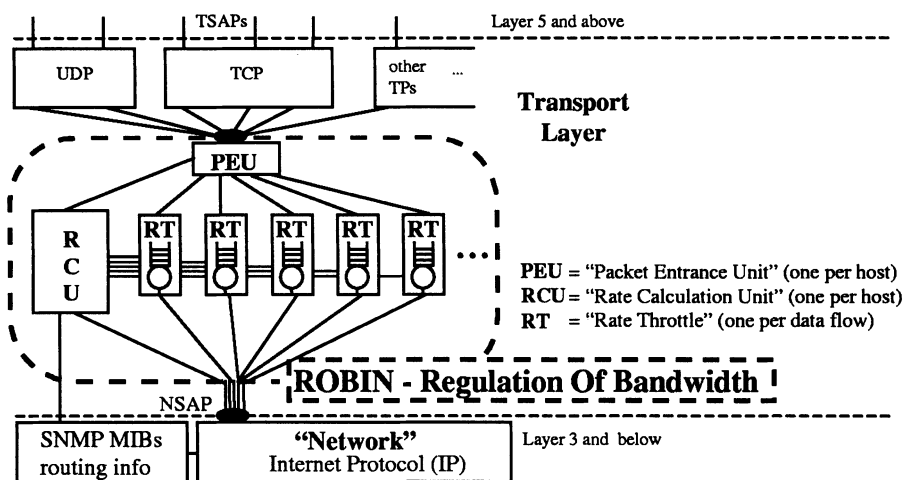 TSAPs
Layer 5 and above
UDP
TCP
other ...
TPs
Transport
Layer
PEU
R
C
U
RT RT RT RT RT
...
PEU = "Packet Entrance Unit" (one per host)
RCU = "Rate Calculation Unit" (one per host)
RT = "Rate Throttle" (one per data flow)
ROBIN - Regulation Of Bandwidth
NSAP
SNMP MIBs
routing info
"Network"
Internet Protocol (IP)
Layer 3 and below